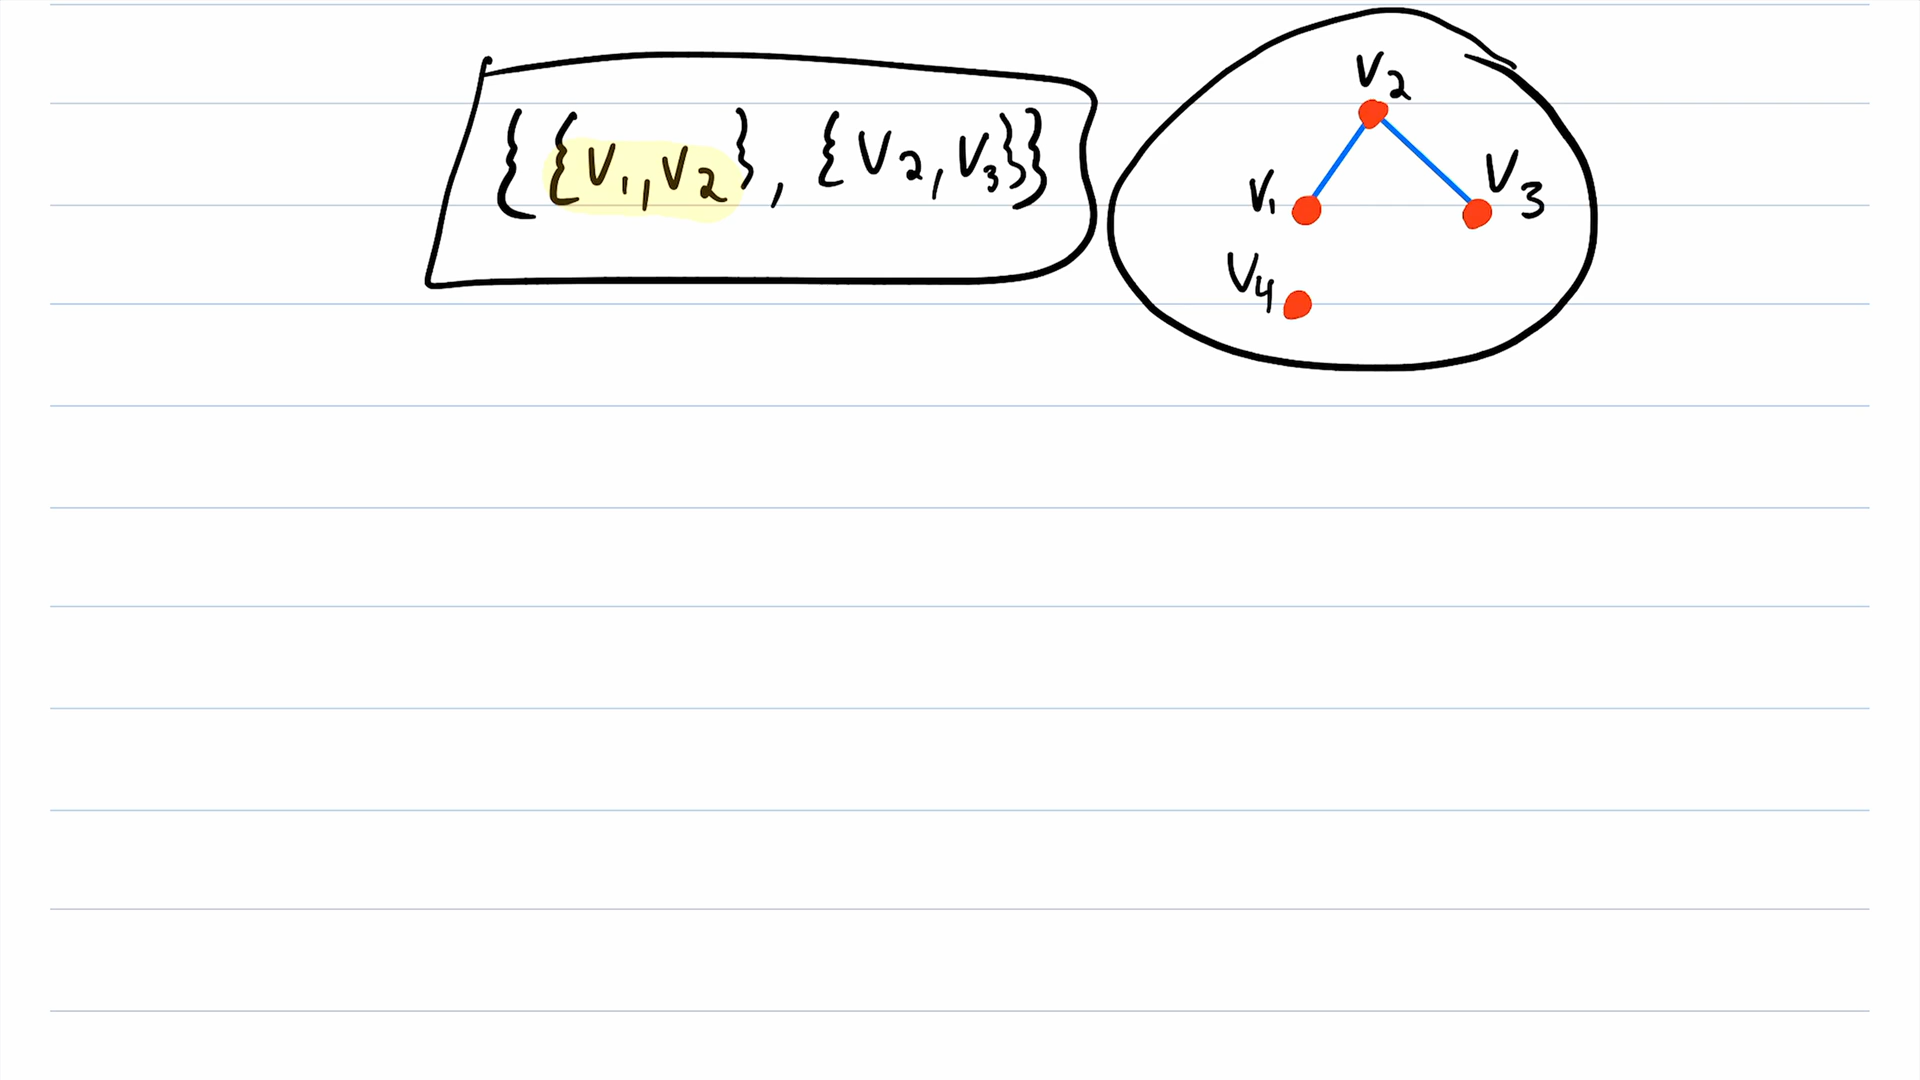 { {V₁,V₂}, {V₂,V₃}}
V₂
V₁
V₃
V₄